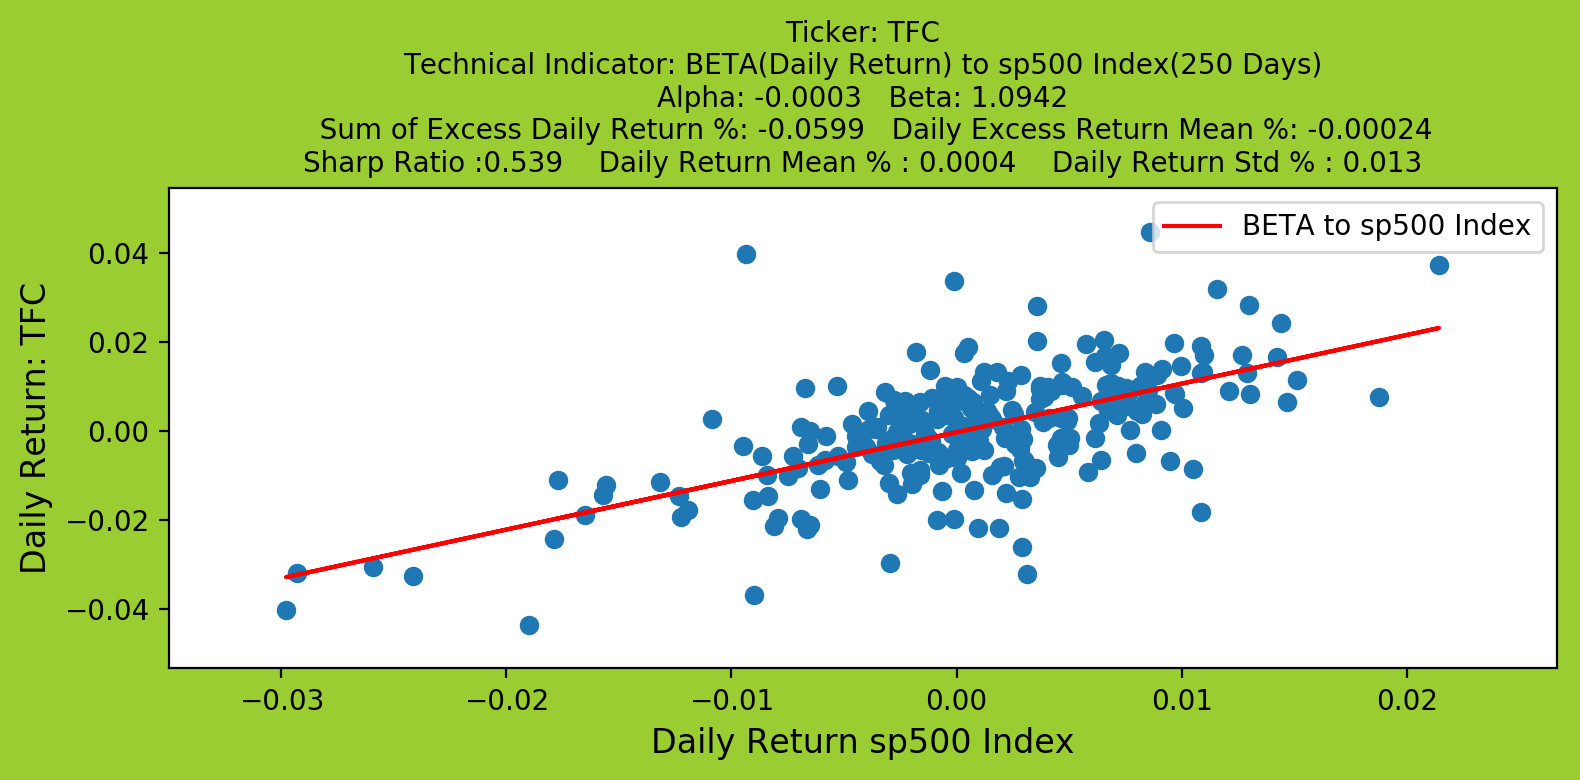 Ticker: TFC
Technical Indicator: BETA(Daily Return) to sp500 Index(250 Days)
Alpha: -0.0003 Beta: 1.0942
Sum of Excess Daily Return %: -0.0599 Daily Excess Return Mean %: -0.00024
Sharp Ratio :0.539 Daily Return Mean % : 0.0004 Daily Return Std % : 0.013
BETA to sp500 Index
Daily Return: TFC
0.04
0.02
0.00
−0.02
−0.04
−0.03 −0.02 −0.01 0.00 0.01 0.02
Daily Return sp500 Index